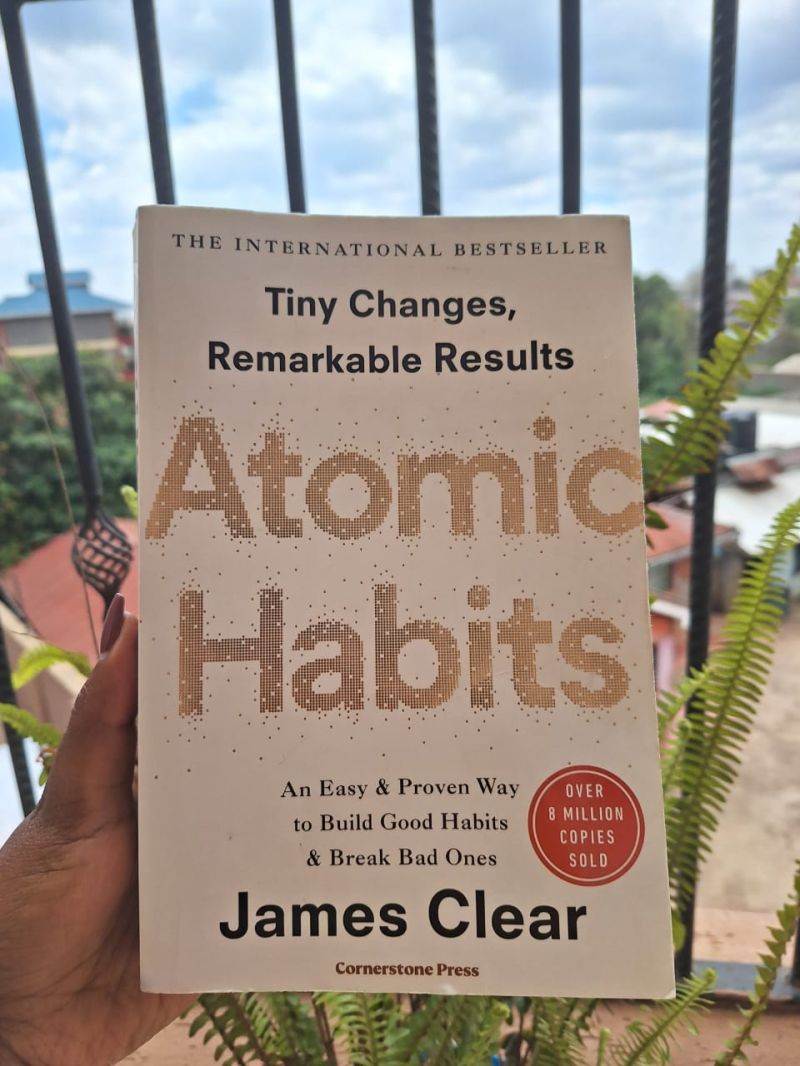 THE INTERNATIONAL BESTSELLER
Tiny Changes,
Remarkable Results
Atomic
Habits
An Easy & Proven Way
to Build Good Habits
& Break Bad Ones
OVER
8 MILLION
COPIES
SOLD
James Clear
Cornerstone Press